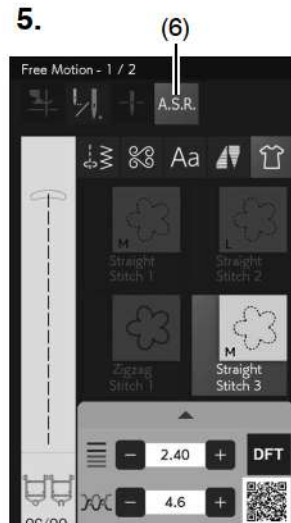 5.
(6)
Free Motion - 1 / 2
A.S.R.
Aa
M
L
Straight
Stitch 1
Straight
Stitch 2
M
Zigzag
Stitch 1
Straight
Stitch 3
- 2.40 + DFT
- 4.6 +